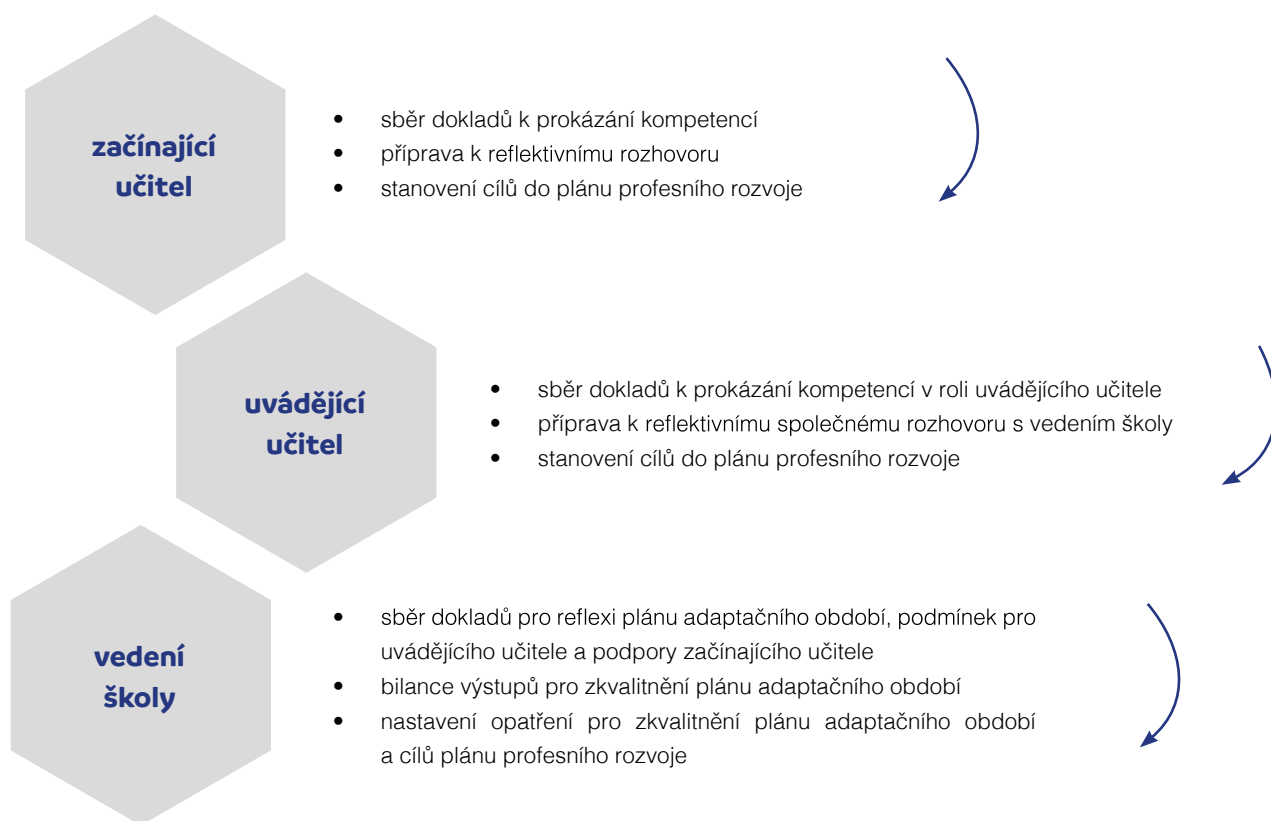 začínající
učitel
• sběr dokladů k prokázání kompetencí
• příprava k reflektivnímu rozhovoru
• stanovení cílů do plánu profesního rozvoje
uvádějící
učitel
• sběr dokladů k prokázání kompetencí v roli uvádějícího učitele
• příprava k reflektivnímu společnému rozhovoru s vedením školy
• stanovení cílů do plánu profesního rozvoje
vedení
školy
• sběr dokladů pro reflexi plánu adaptačního období, podmínek pro
uvádějícího učitele a podpory začínajícího učitele
• bilance výstupů pro zkvalitnění plánu adaptačního období
• nastavení opatření pro zkvalitnění plánu adaptačního období
a cílů plánu profesního rozvoje